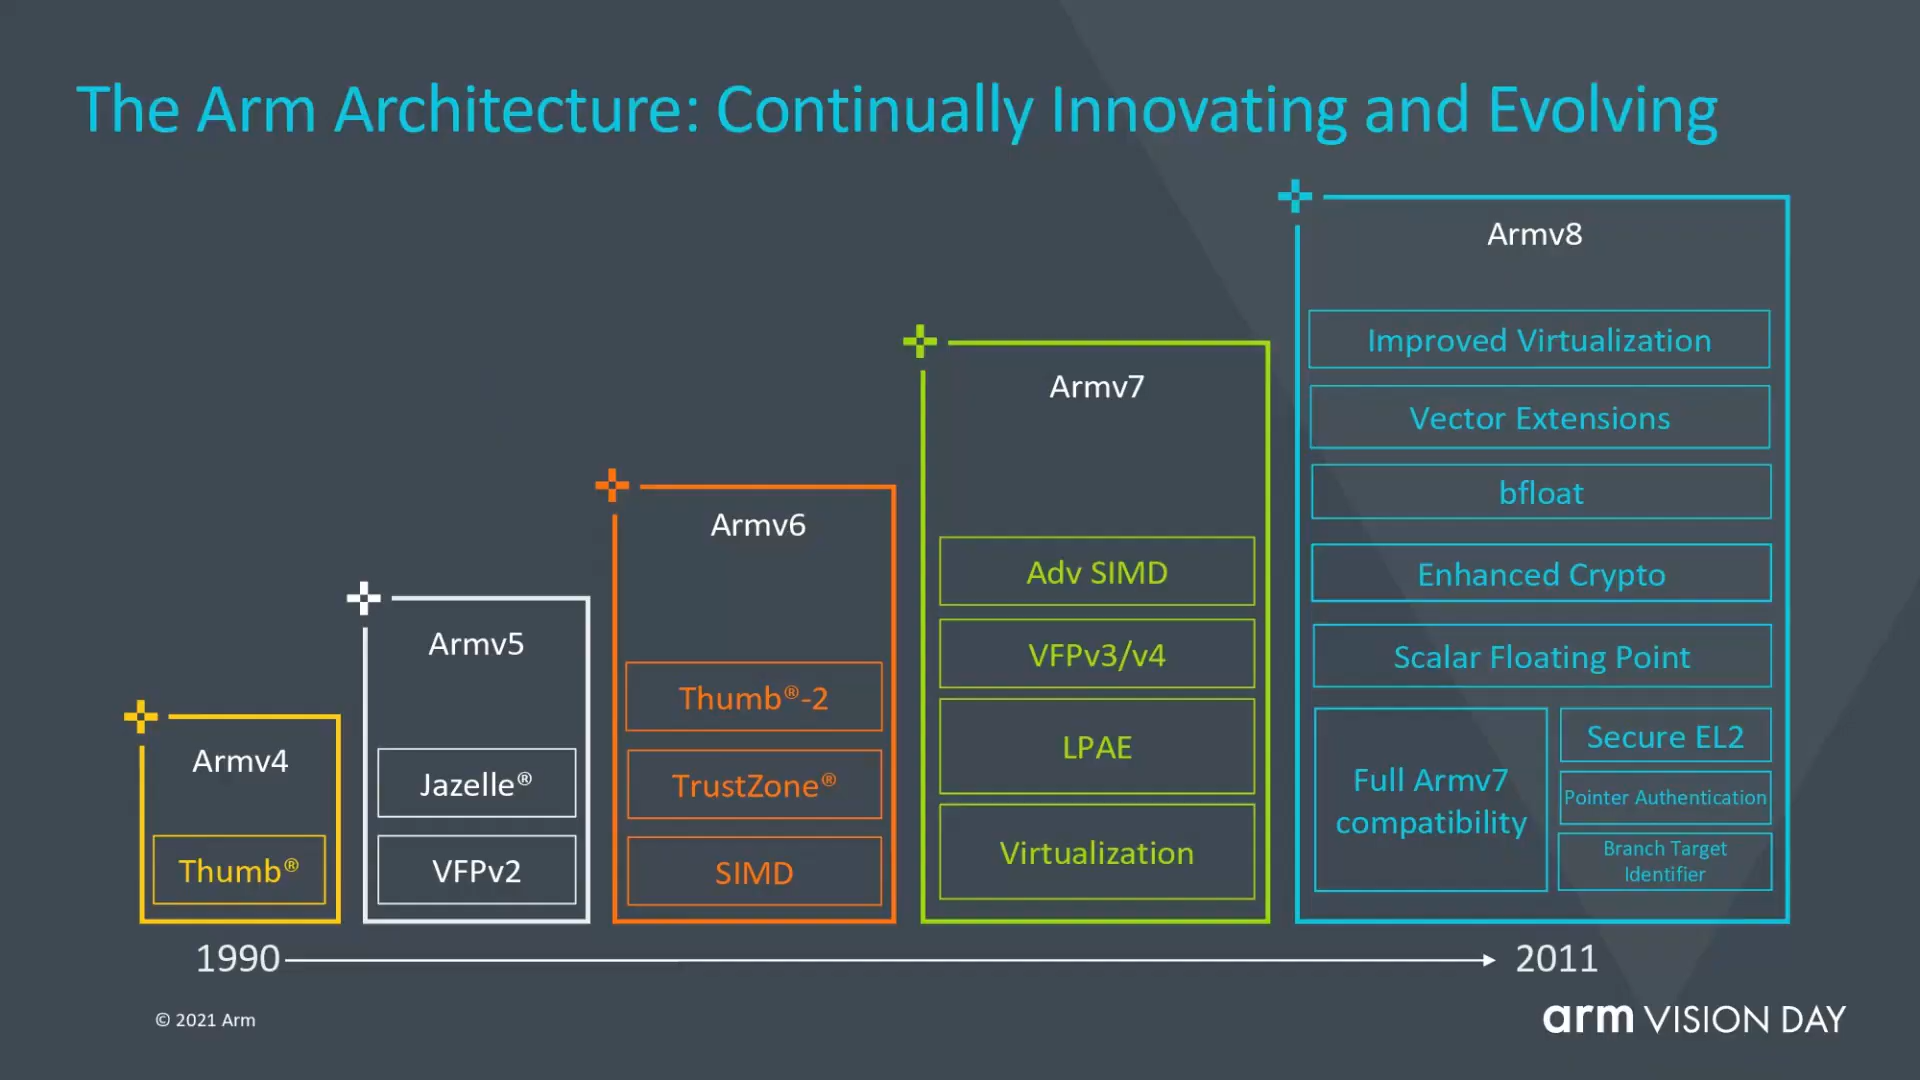 The Arm Architecture: Continually Innovating and Evolving
Armv4
Thumb®
Armv5
Jazelle®
VFPv2
Armv6
Thumb®-2
TrustZone®
SIMD
Armv7
Adv SIMD
VFPv3/v4
LPAE
Virtualization
Armv8
Improved Virtualization
Vector Extensions
bfloat
Enhanced Crypto
Scalar Floating Point
Full Armv7
compatibility
Secure EL2
Pointer Authentication
Branch Target
Identifier
1990
2011
© 2021 Arm
arm VISION DAY